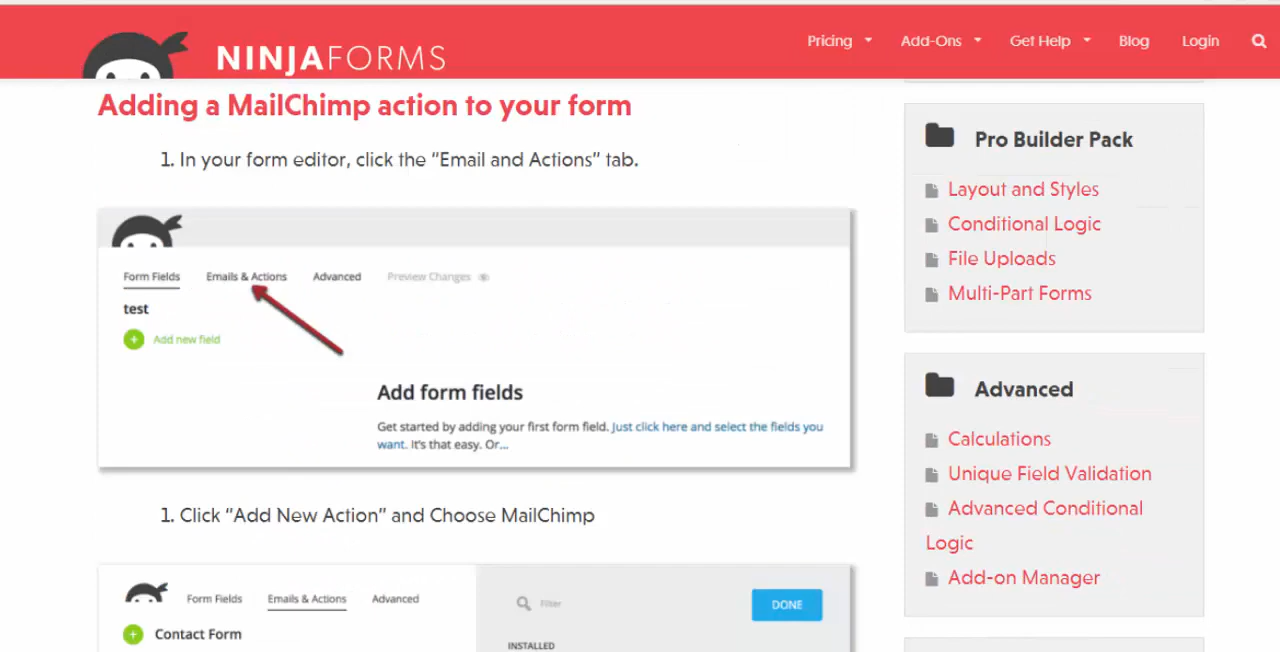 NINJAFORMS
Pricing
Add-Ons
Get Help
Blog
Login
Adding a MailChimp action to your form
1. In your form editor, click the “Email and Actions” tab.
Form Fields
Emails & Actions
Advanced
Preview Changes
test
Add new field
Add form fields
Get started by adding your first form field. Just click here and select the fields you
want. It's that easy. Or...
1. Click “Add New Action” and Choose MailChimp
Form Fields
Emails & Actions
Advanced
Filter
DONE
Contact Form
INSTALLED
Pro Builder Pack
Layout and Styles
Conditional Logic
File Uploads
Multi-Part Forms
Advanced
Calculations
Unique Field Validation
Advanced Conditional
Logic
Add-on Manager